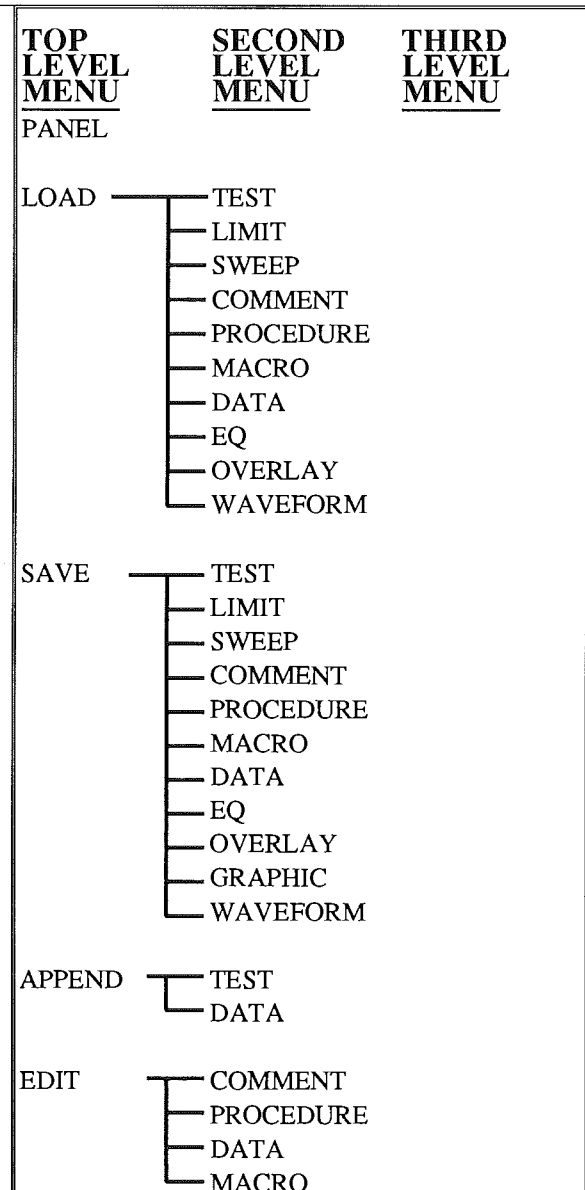 TOP LEVEL MENU
SECOND LEVEL MENU
THIRD LEVEL MENU
PANEL
LOAD TEST
LIMIT
SWEEP
COMMENT
PROCEDURE
MACRO
DATA
EQ
OVERLAY
WAVEFORM
SAVE TEST
LIMIT
SWEEP
COMMENT
PROCEDURE
MACRO
DATA
EQ
OVERLAY
GRAPHIC
WAVEFORM
APPEND TEST
DATA
EDIT COMMENT
PROCEDURE
DATA
MACRO